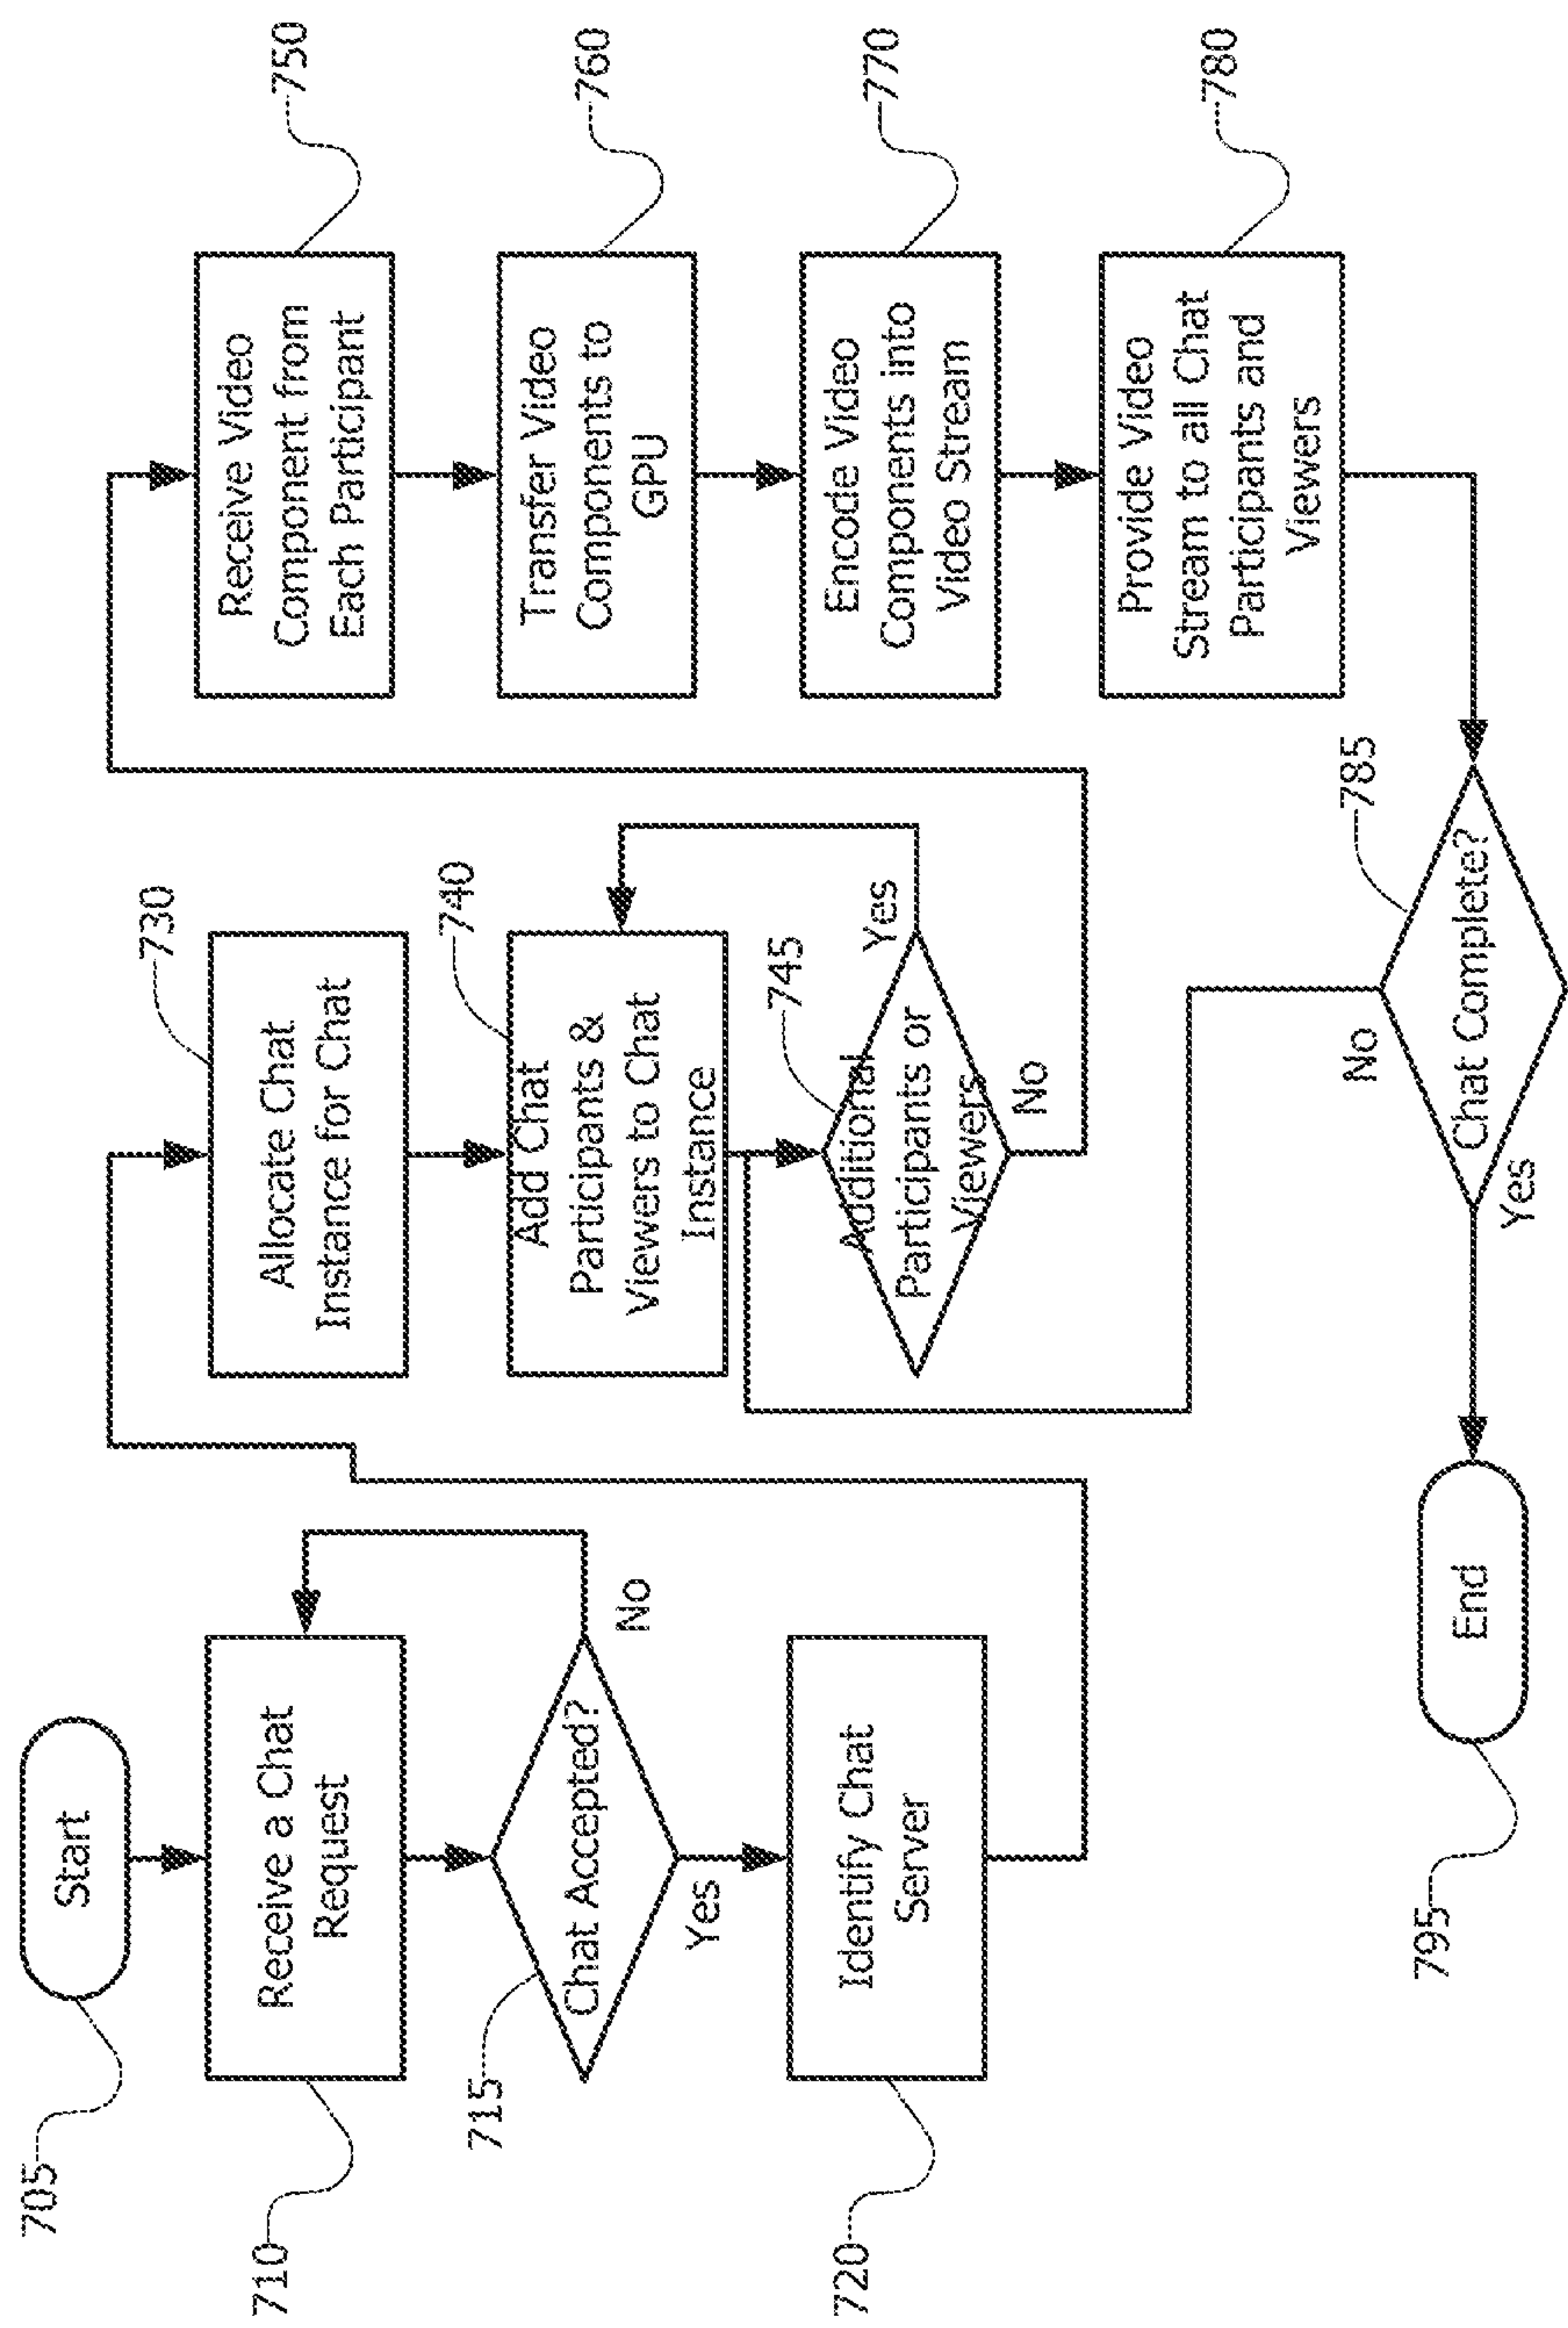 705
Start
710
Receive a Chat
Request
715
Chat Accepted?
No
Yes
720
Identify Chat
Server
730
Allocate Chat
Instance for Chat
740
Add Chat
Participants &
Viewers to Chat
Instance
745
Additional
Participants or
Viewers
Yes
No
750
Receive Video
Component from
Each Participant
760
Transfer Video
Components to
GPU
770
Encode Video
Components into
Video Stream
780
Provide Video
Stream to all Chat
Participants and
Viewers
785
Chat Complete?
No
Yes
795
End